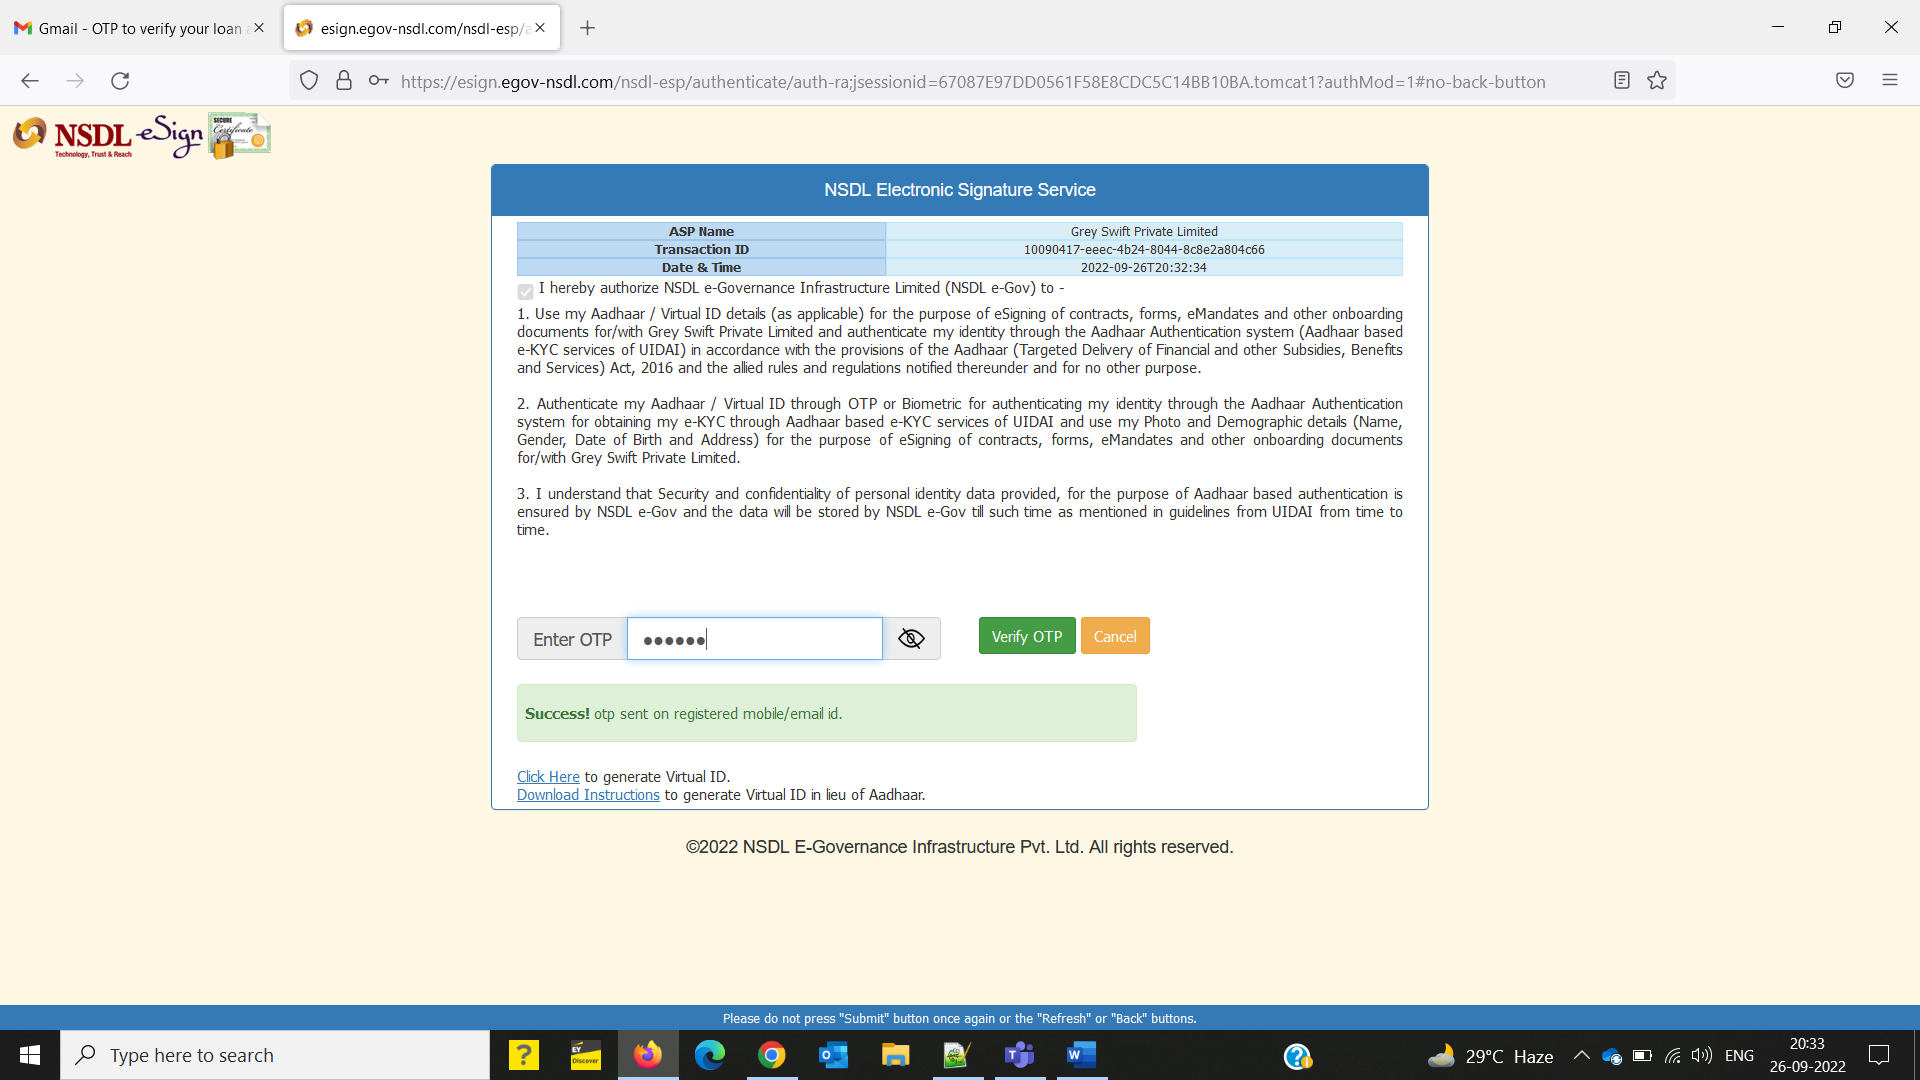 Gmail - OTP to verify your loan a
esign.egov-nsdl.com/nsdl-esp/a
https://esign.egov-nsdl.com/nsdl-esp/authenticate/auth-ra;jsessionid=67087E97DD0561F58E8CDC5C14BB10BA.tomcat1?authMod=1#no-back-button
NSDL eSign
Technology, Trust & Reach
SECURE
Certificate
NSDL Electronic Signature Service
ASP Name Grey Swift Private Limited
Transaction ID 10090417-eeec-4b24-8044-8c8e2a804c66
Date & Time 2022-09-26T20:32:34
I hereby authorize NSDL e-Governance Infrastructure Limited (NSDL e-Gov) to -
1. Use my Aadhaar / Virtual ID details (as applicable) for the purpose of eSigning of contracts, forms, eMandates and other onboarding
documents for/with Grey Swift Private Limited and authenticate my identity through the Aadhaar Authentication system (Aadhaar based
e-KYC services of UIDAI) in accordance with the provisions of the Aadhaar (Targeted Delivery of Financial and other Subsidies, Benefits
and Services) Act, 2016 and the allied rules and regulations notified thereunder and for no other purpose.
2. Authenticate my Aadhaar / Virtual ID through OTP or Biometric for authenticating my identity through the Aadhaar Authentication
system for obtaining my e-KYC through Aadhaar based e-KYC services of UIDAI and use my Photo and Demographic details (Name,
Gender, Date of Birth and Address) for the purpose of eSigning of contracts, forms, eMandates and other onboarding documents
for/with Grey Swift Private Limited.
3. I understand that Security and confidentiality of personal identity data provided, for the purpose of Aadhaar based authentication is
ensured by NSDL e-Gov and the data will be stored by NSDL e-Gov till such time as mentioned in guidelines from UIDAI from time to
time.
Enter OTP ●●●●●● Verify OTP Cancel
Success! otp sent on registered mobile/email id.
Click Here to generate Virtual ID.
Download Instructions to generate Virtual ID in lieu of Aadhaar.
©2022 NSDL E-Governance Infrastructure Pvt. Ltd. All rights reserved.
Please do not press "Submit" button once again or the "Refresh" or "Back" buttons.
Type here to search
EY
Discover
29°C Haze
ENG
20:33
26-09-2022